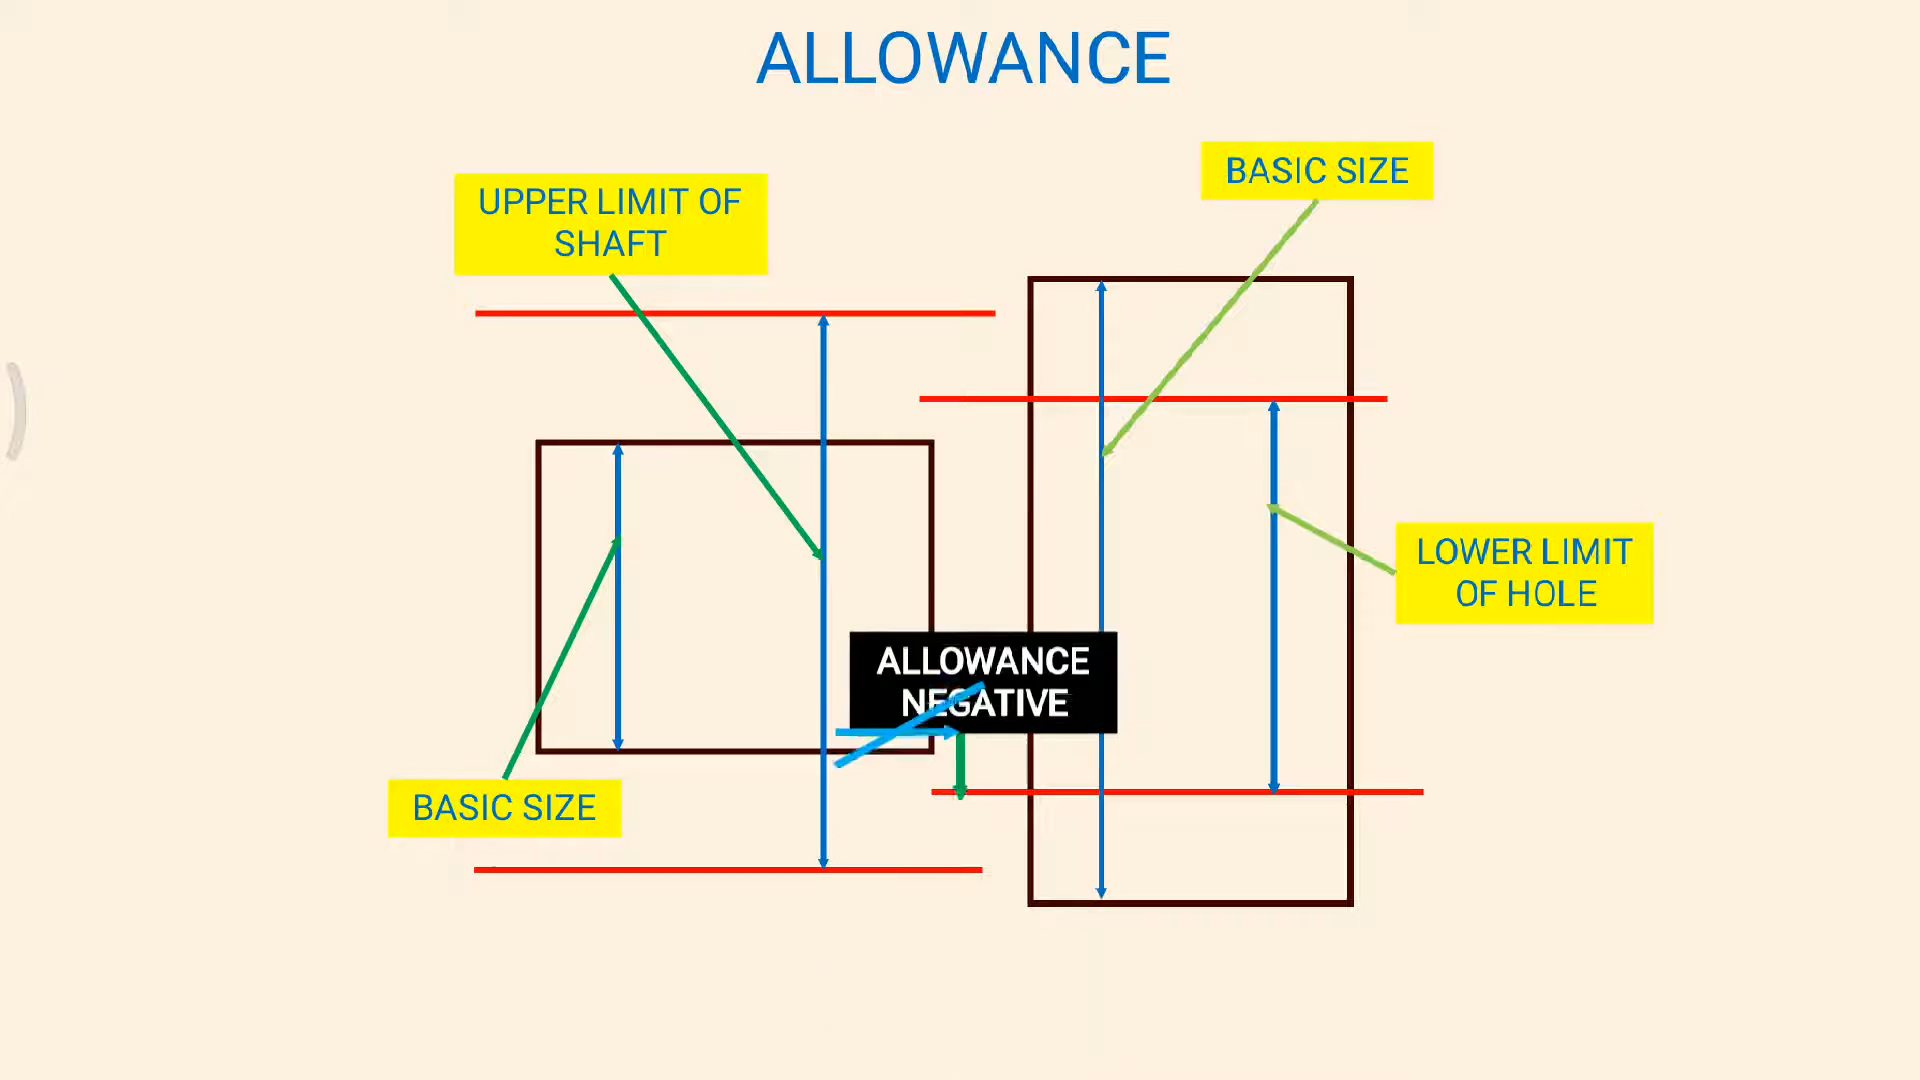 ALLOWANCE
BASIC SIZE
UPPER LIMIT OF
SHAFT
LOWER LIMIT
OF HOLE
ALLOWANCE
NEGATIVE
BASIC SIZE